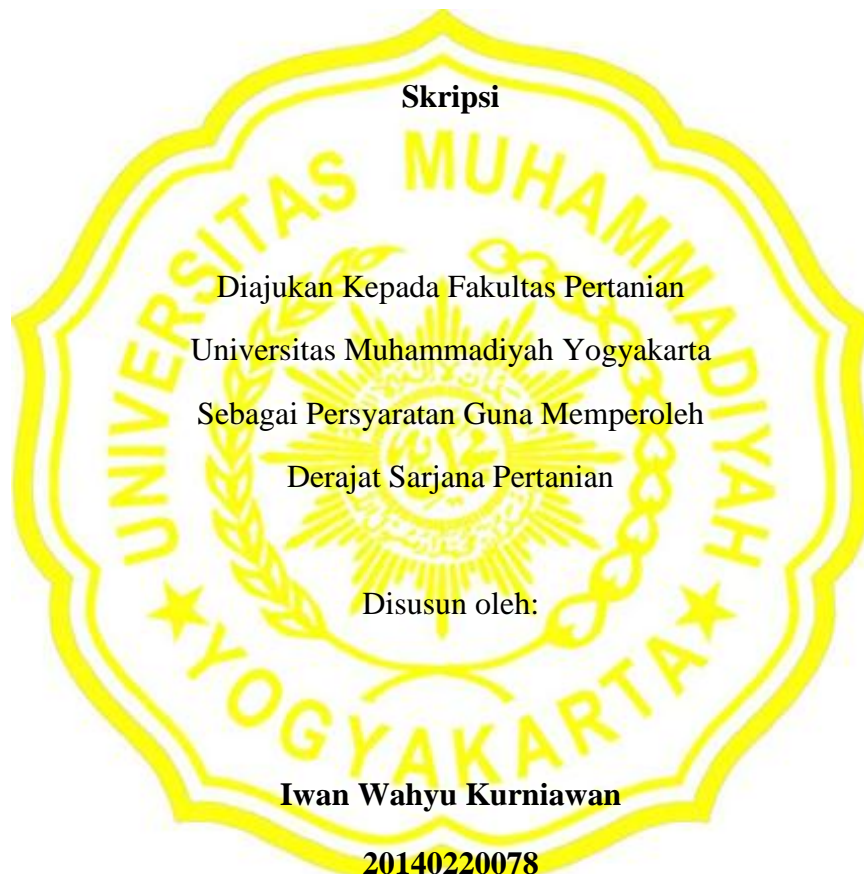 Skripsi
UNIVERSITAS MUHAMMADIYAH
Diajukan Kepada Fakultas Pertanian
Universitas Muhammadiyah Yogyakarta
Sebagai Persyaratan Guna Memperoleh
Derajat Sarjana Pertanian
Disusun oleh:
YOGYAKARTA
Iwan Wahyu Kurniawan
20140220078